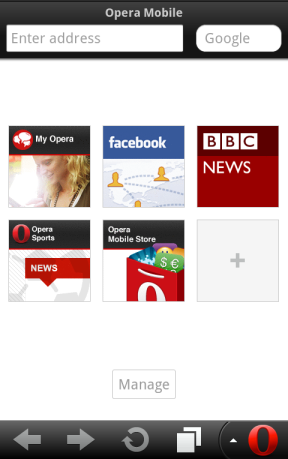 Opera Mobile
Enter address
Google
My Opera
facebook
BBC
NEWS
Opera
Sports
NEWS
Opera
Mobile Store
$ €
+
Manage